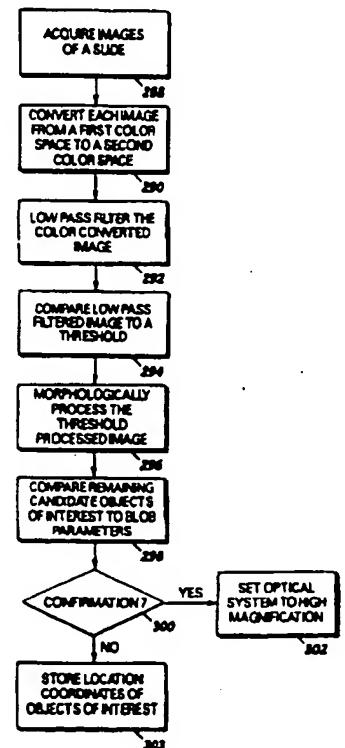 ACQUIRE IMAGES
OF A SLIDE
288
CONVERT EACH IMAGE
FROM A FIRST COLOR
SPACE TO A SECOND
COLOR SPACE
290
LOW PASS FILTER THE
COLOR CONVERTED
IMAGE
292
COMPARE LOW PASS
FILTERED IMAGE TO A
THRESHOLD
294
MORPHOLOGICALLY
PROCESS THE
THRESHOLD
PROCESSED IMAGE
296
COMPARE REMAINING
CANDIDATE OBJECTS
OF INTEREST TO BLOB
PARAMETERS
298
CONFIRMATION ?
300
YES
SET OPTICAL
SYSTEM TO HIGH
MAGNIFICATION
302
NO
STORE LOCATION
COORDINATES OF
OBJECTS OF INTEREST
303